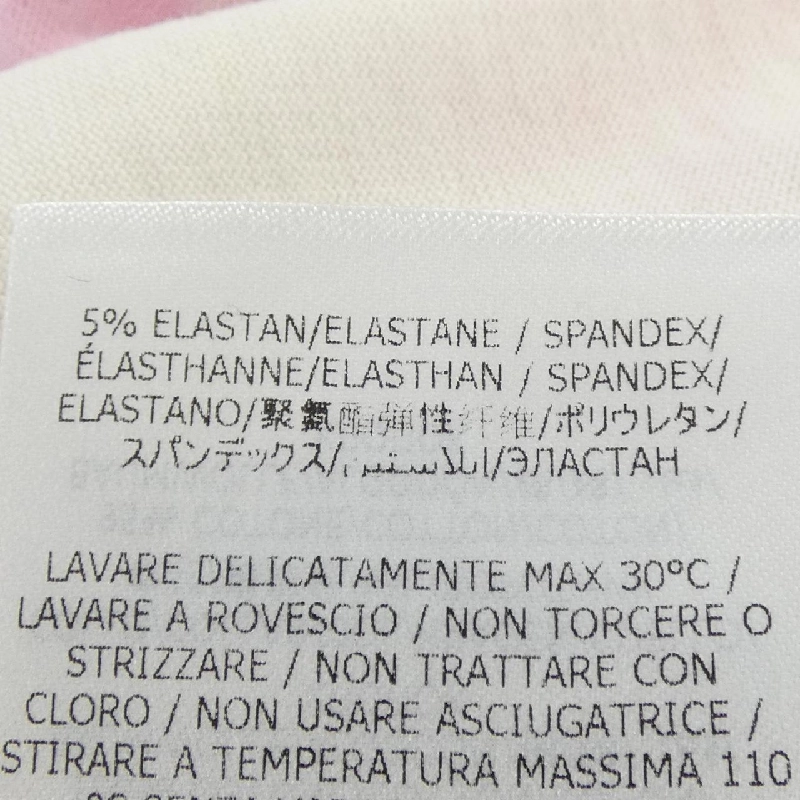 5% ELASTAN/ELASTANE / SPANDEX/
ÉLASTHANNE/ELASTHAN / SPANDEX/
ELASTANO/聚氨酯弹性纤维/ポリウレタン/
スパンデックス/إيلاستين/ЭЛАСТАН
LAVARE DELICATAMENTE MAX 30°C /
LAVARE A ROVESCIO / NON TORCERE O
STRIZZARE / NON TRATTARE CON
CLORO / NON USARE ASCIUGATRICE /
STIRARE A TEMPERATURA MASSIMA 110